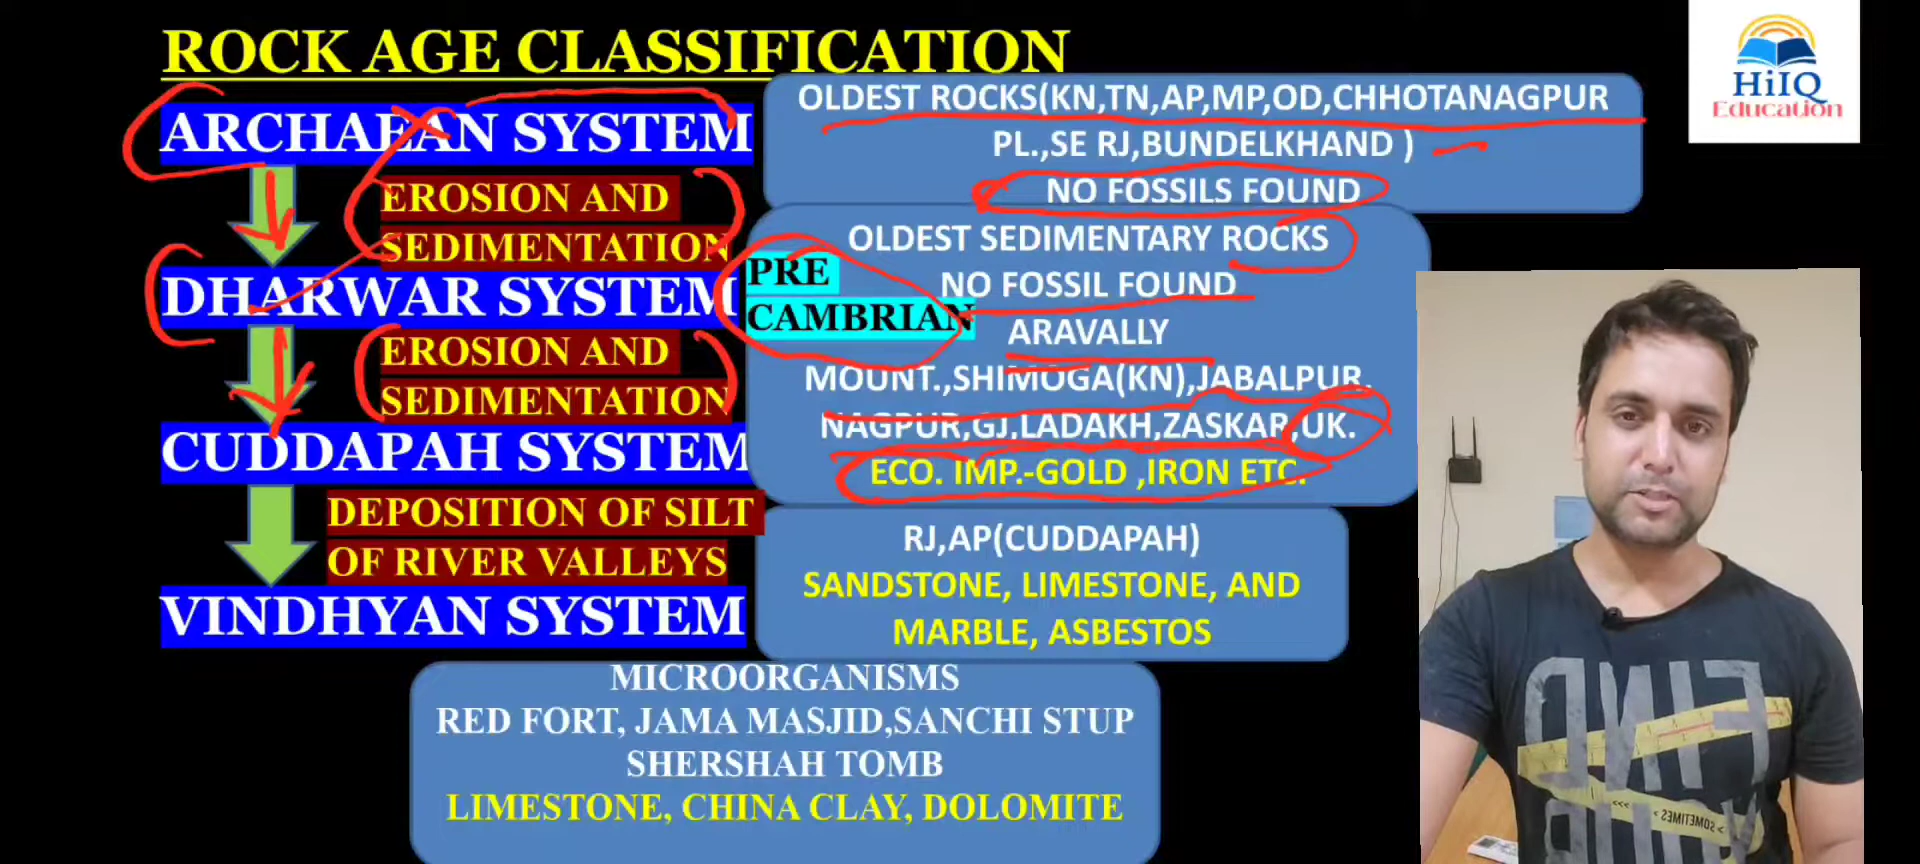 ROCK AGE CLASSIFICATION
ARCHAEAN SYSTEM
EROSION AND
SEDIMENTATION
DHARWAR SYSTEM
EROSION AND
SEDIMENTATION
CUDDAPAH SYSTEM
DEPOSITION OF SILT
OF RIVER VALLEYS
VINDHYAN SYSTEM
OLDEST ROCKS(KN,TN,AP,MP,OD,CHHOTANAGPUR
PL.,SE RJ,BUNDELKHAND )
NO FOSSILS FOUND
PRE
CAMBRIAN
OLDEST SEDIMENTARY ROCKS
NO FOSSIL FOUND
ARAVALLY
MOUNT.,SHIMOGA(KN),JABALPUR,
NAGPUR,GJ,LADAKH,ZASKAR,UK.
ECO. IMP.-GOLD ,IRON ETC.
RJ,AP(CUDDAPAH)
SANDSTONE, LIMESTONE, AND
MARBLE, ASBESTOS
MICROORGANISMS
RED FORT, JAMA MASJID,SANCHI STUP
SHERSHAH TOMB
LIMESTONE, CHINA CLAY, DOLOMITE
HiIQ
Education
FIND
< SOMETIMES >